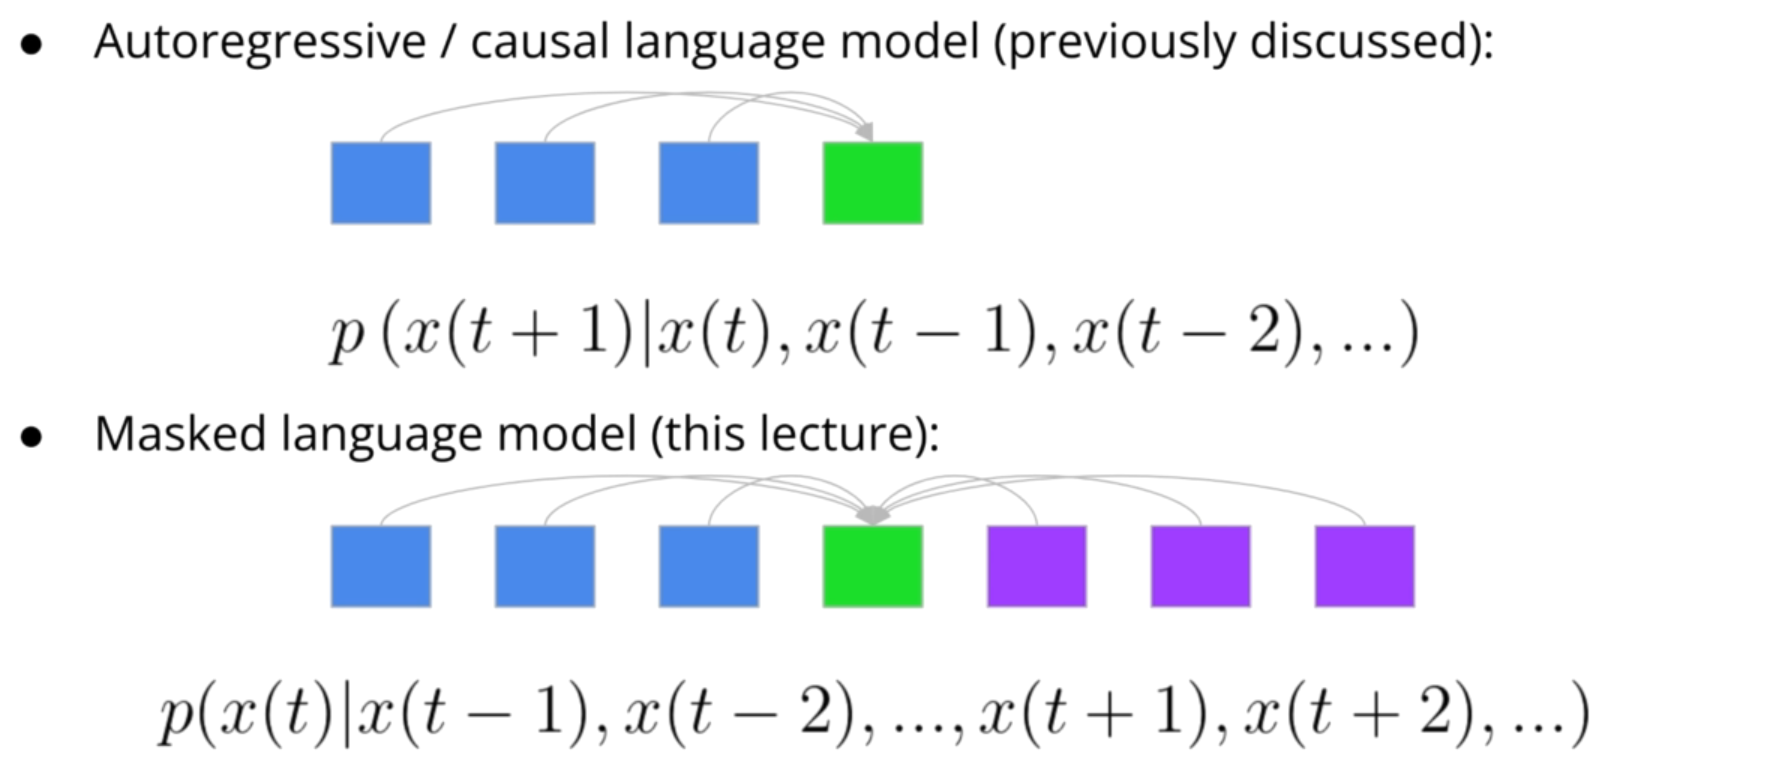 ● Autoregressive / causal language model (previously discussed):
p (x(t + 1)|x(t), x(t − 1), x(t − 2), ...)
● Masked language model (this lecture):
p(x(t)|x(t − 1), x(t − 2), ..., x(t + 1), x(t + 2), ...)